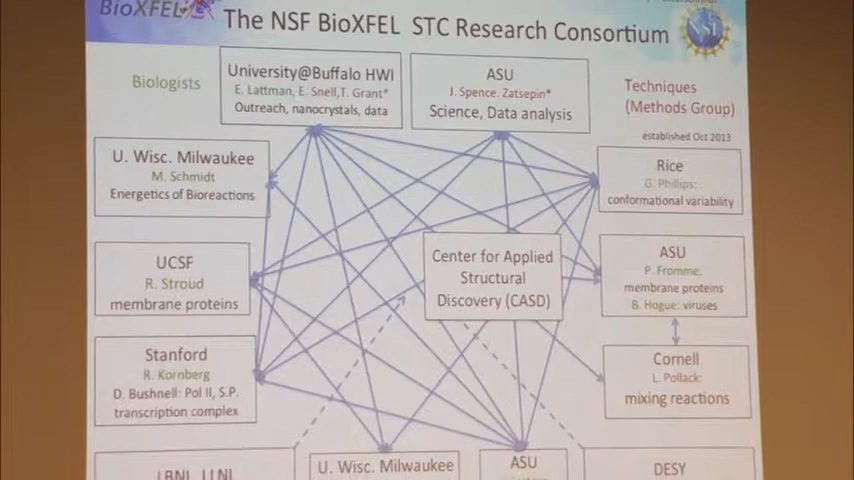 BioXFEL
The NSF BioXFEL STC Research Consortium
NSF
Biologists
University@Buffalo HWI
E. Lattman, E. Snell,T. Grant*
Outreach, nanocrystals, data
ASU
J. Spence. Zatsepin*
Science, Data analysis
Techniques
(Methods Group)
established Oct 2013
U. Wisc. Milwaukee
M. Schmidt
Energetics of Bioreactions
Rice
G. Phillips:
conformational variability
UCSF
R. Stroud
membrane proteins
Center for Applied
Structural
Discovery (CASD)
ASU
P. Fromme:
membrane proteins
B. Hogue: viruses
Stanford
R. Kornberg
D. Bushnell: Pol II, S.P.
transcription complex
Cornell
L. Pollack:
mixing reactions
LBNL, LLNL
U. Wisc. Milwaukee
ASU
DESY